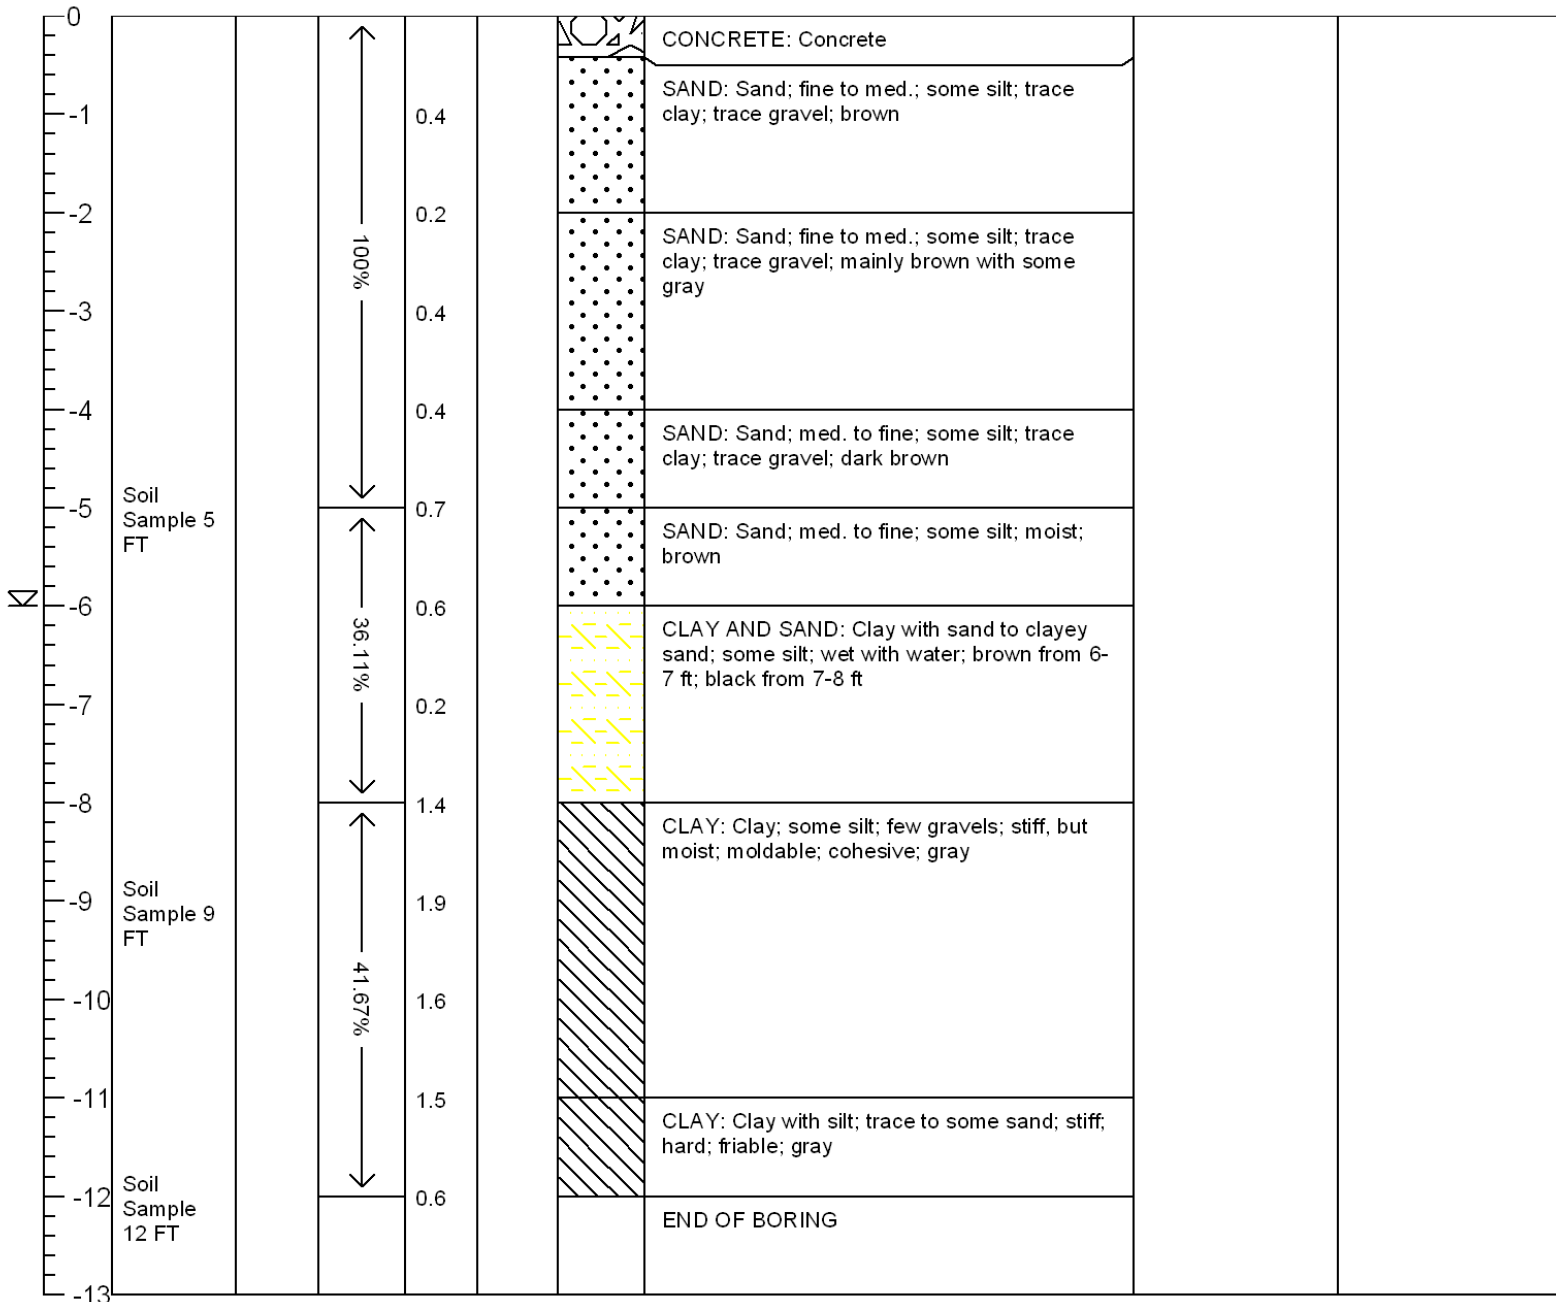 0
CONCRETE: Concrete
SAND: Sand; fine to med.; some silt; trace
clay; trace gravel; brown
-1
0.4
-2
0.2
SAND: Sand; fine to med.; some silt; trace
clay; trace gravel; mainly brown with some
gray
100%
-3
0.4
-4
0.4
SAND: Sand; med. to fine; some silt; trace
clay; trace gravel; dark brown
Soil
Sample 5
FT
-5
0.7
SAND: Sand; med. to fine; some silt; moist;
brown
-6
0.6
CLAY AND SAND: Clay with sand to clayey
sand; some silt; wet with water; brown from 6-
7 ft; black from 7-8 ft
36.11%
-7
0.2
-8
1.4
CLAY: Clay; some silt; few gravels; stiff, but
moist; moldable; cohesive; gray
Soil
Sample 9
FT
-9
1.9
41.67%
-10
1.6
-11
1.5
CLAY: Clay with silt; trace to some sand; stiff;
hard; friable; gray
Soil
Sample
12 FT
-12
0.6
END OF BORING
-13